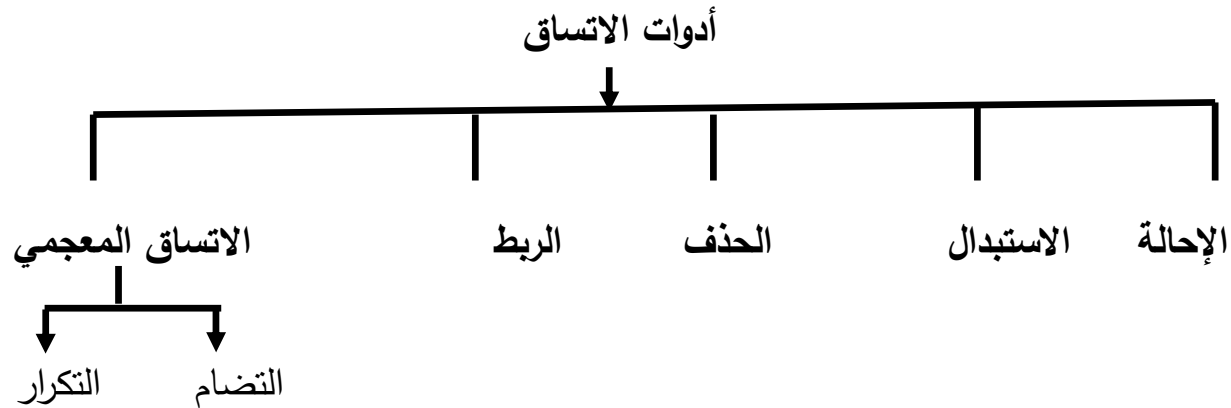 أدوات الاتساق
الإحالة الاستبدال الحذف الربط الاتساق المعجمي
التضام التكرار